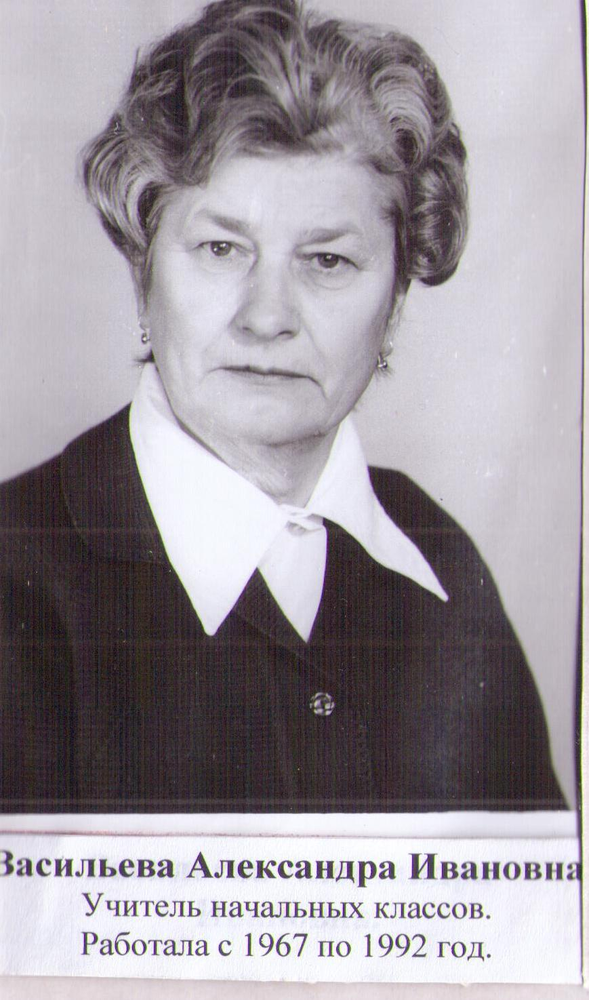 Васильева Александра Ивановна
Учитель начальных классов.
Работала с 1967 по 1992 год.